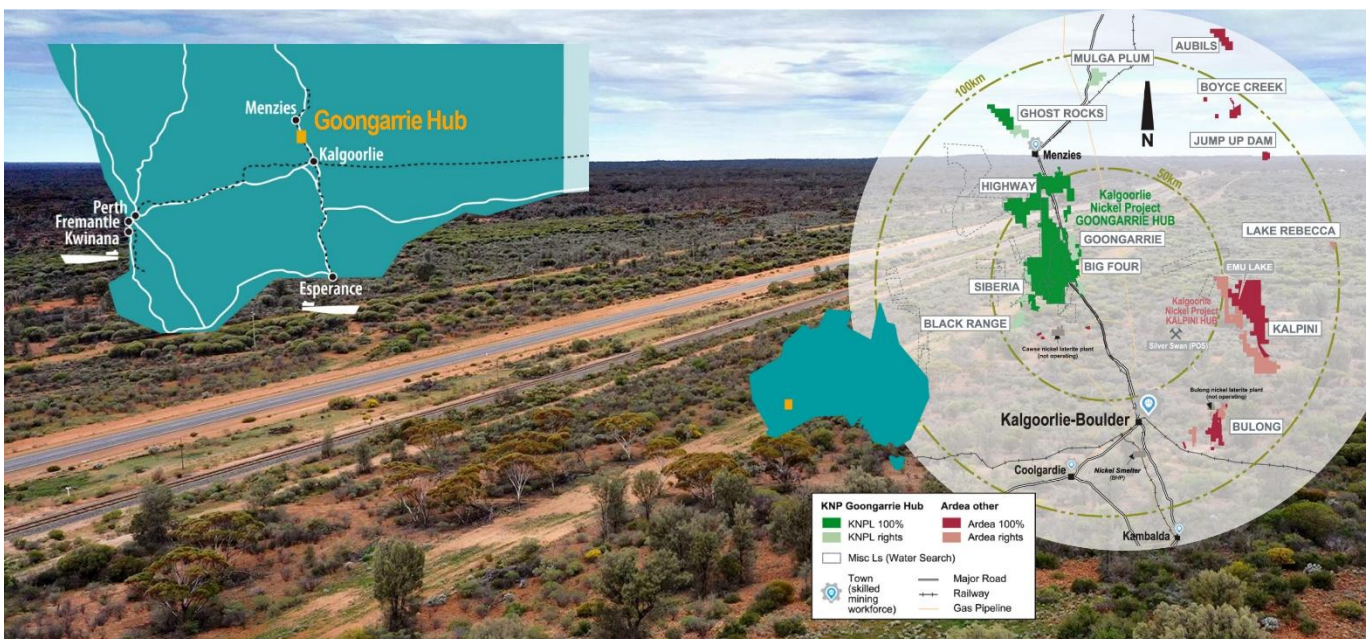 Menzies
Goongarrie Hub
Kalgoorlie
Perth
Fremantle
Kwinana
Esperance
100km
AUBILS
MULGA PLUM
BOYCE CREEK
GHOST ROCKS
N
JUMP UP DAM
Menzies
50km
HIGHWAY
Kalgoorlie
Nickel Project
GOONGARRIE HUB
LAKE REBECCA
GOONGARRIE
BIG FOUR
EMU LAKE
SIBERIA
Kalgoorlie
Nickel Project
KALPINI HUB
BLACK RANGE
KALPINI
Silver Swan (POS)
Cawse nickel laterite plant
(not operating)
Bulong nickel laterite plant
(not operating)
Kalgoorlie-Boulder
BULONG
Coolgardie
Nickel Smelter
(BHP)
Kambalda
KNP Goongarrie Hub
KNPL 100%
KNPL rights
Ardea other
Ardea 100%
Ardea rights
Misc Ls (Water Search)
Town
(skilled
mining
workforce)
Major Road
Railway
Gas Pipeline